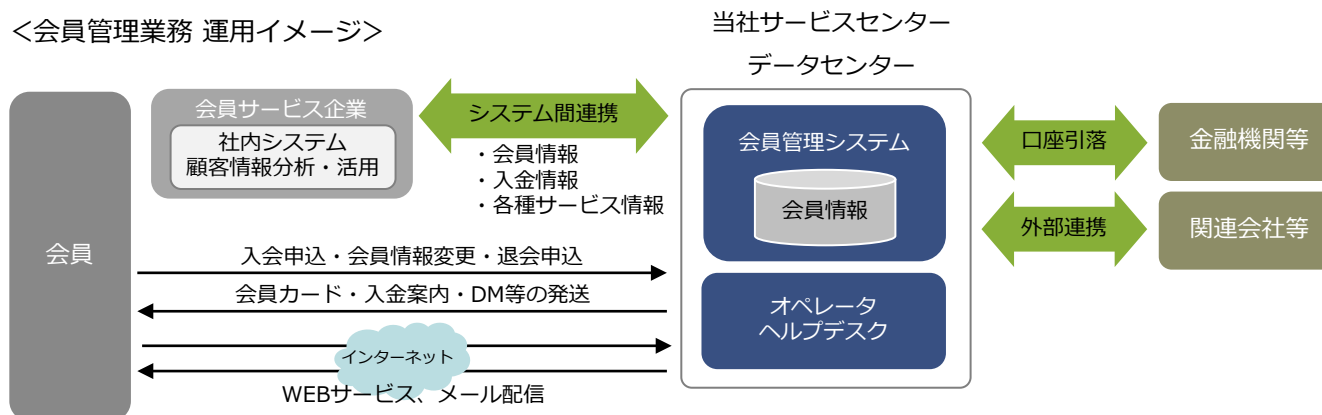 <会員管理業務 運用イメージ>
当社サービスセンター
データセンター
会員
会員サービス企業
社内システム
顧客情報分析・活用
システム間連携
・会員情報
・入金情報
・各種サービス情報
会員管理システム
会員情報
オペレータ
ヘルプデスク
口座引落
外部連携
金融機関等
関連会社等
入会申込・会員情報変更・退会申込
会員カード・入金案内・DM等の発送
インターネット
WEBサービス、メール配信